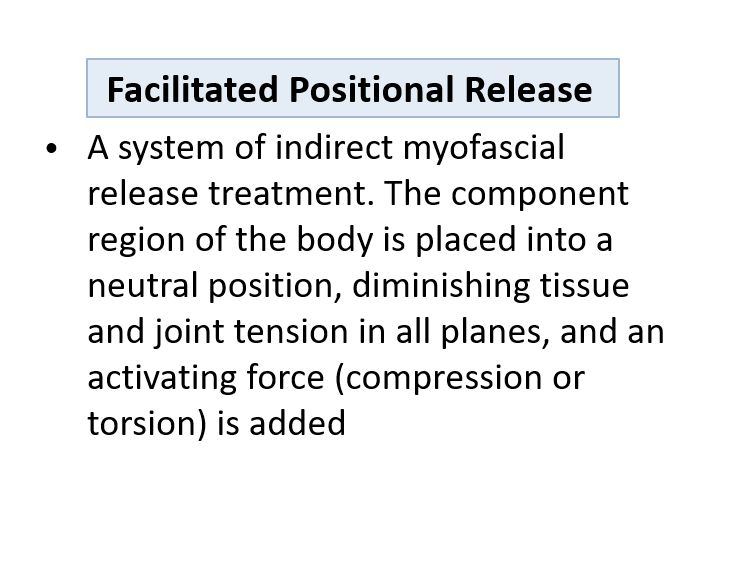 Facilitated Positional Release
• A system of indirect myofascial
release treatment. The component
region of the body is placed into a
neutral position, diminishing tissue
and joint tension in all planes, and an
activating force (compression or
torsion) is added